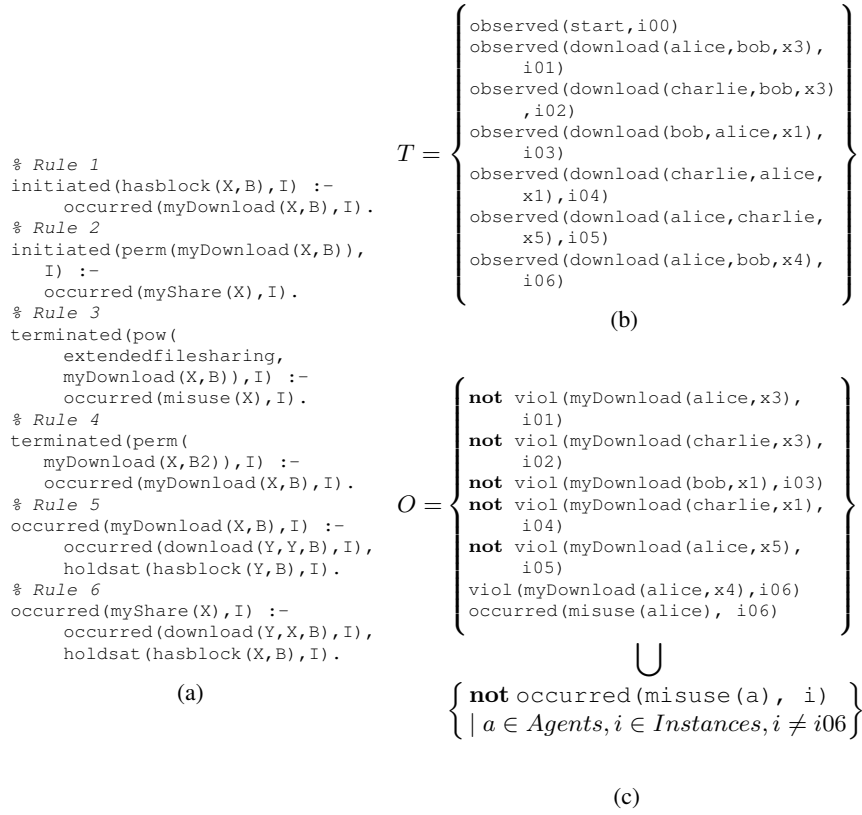 % Rule 1
initiated(hasblock(X,B),I) :-
occurred(myDownload(X,B),I).
% Rule 2
initiated(perm(myDownload(X,B)),
I) :-
occurred(myShare(X),I).
% Rule 3
terminated(pow(
extendedfilesharing,
myDownload(X,B)),I) :-
occurred(misuse(X),I).
% Rule 4
terminated(perm(
myDownload(X,B2)),I) :-
occurred(myDownload(X,B),I).
% Rule 5
occurred(myDownload(X,B),I) :-
occurred(download(Y,Y,B),I),
holdsat(hasblock(Y,B),I).
% Rule 6
occurred(myShare(X),I) :-
occurred(download(Y,X,B),I),
holdsat(hasblock(X,B),I).
(a)
T =
observed(start,i00)
observed(download(alice,bob,x3),
i01)
observed(download(charlie,bob,x3)
,i02)
observed(download(bob,alice,x1),
i03)
observed(download(charlie,alice,
x1),i04)
observed(download(alice,charlie,
x5),i05)
observed(download(alice,bob,x4),
i06)
(b)
O =
not viol(myDownload(alice,x3),
i01)
not viol(myDownload(charlie,x3),
i02)
not viol(myDownload(bob,x1),i03)
not viol(myDownload(charlie,x1),
i04)
not viol(myDownload(alice,x5),
i05)
viol(myDownload(alice,x4),i06)
occurred(misuse(alice), i06)
⋃
{ not occurred(misuse(a), i)
| a ∈ Agents, i ∈ Instances, i ≠ i06 }
(c)